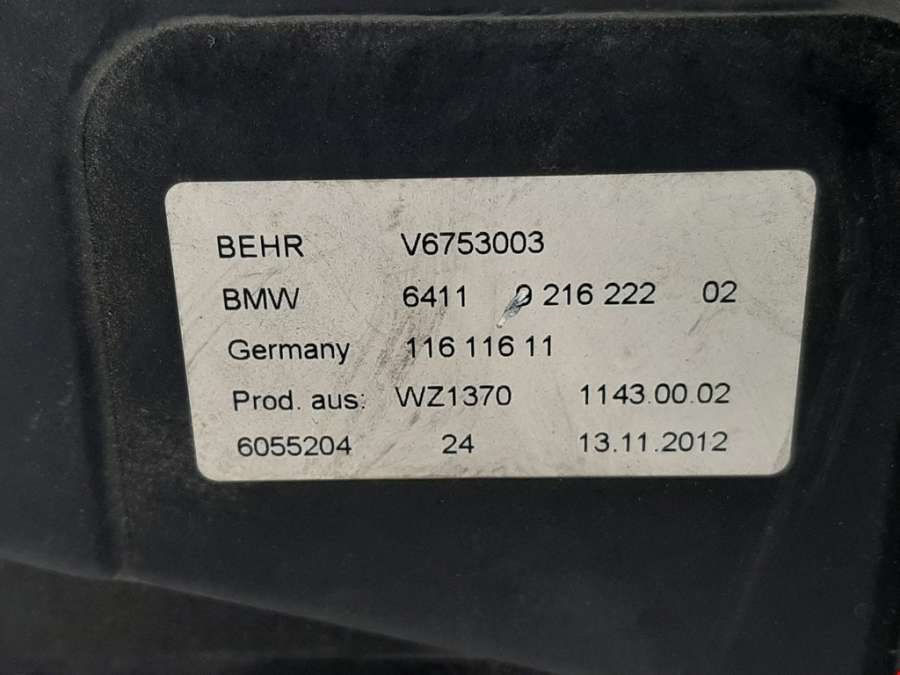 BEHR V6753003
BMW 6411 9 216 222 02
Germany 116 116 11
Prod. aus: WZ1370 1143.00.02
6055204 24 13.11.2012